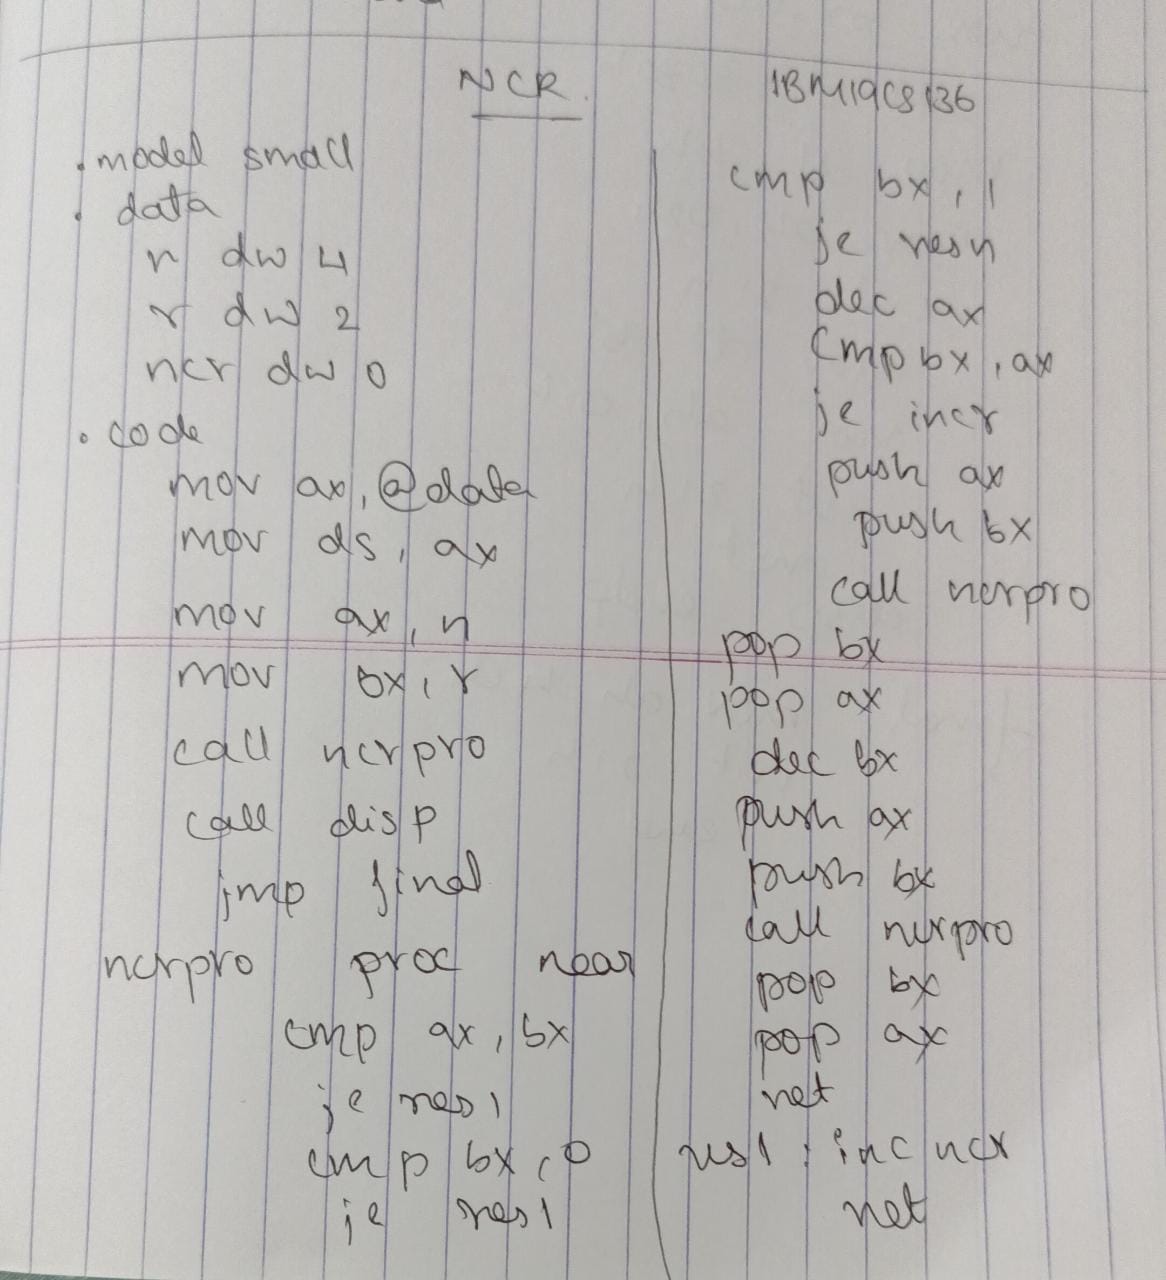 NCR.
1BM19CS136
.model small
.data
n dw 4
r dw 2
ncr dw 0
.code
mov ax, @data
mov ds, ax
mov ax, n
mov bx, r
call ncrpro
call disp
jmp final
ncrpro proc near
cmp ax, bx
je res1
cmp bx, 0
je res1
cmp bx, 1
je resn
dec ax
cmp bx, ax
je incr
push ax
push bx
call ncrpro
pop bx
pop ax
dec bx
push ax
push bx
call ncrpro
pop bx
pop ax
ret
res1 : inc ncr
ret